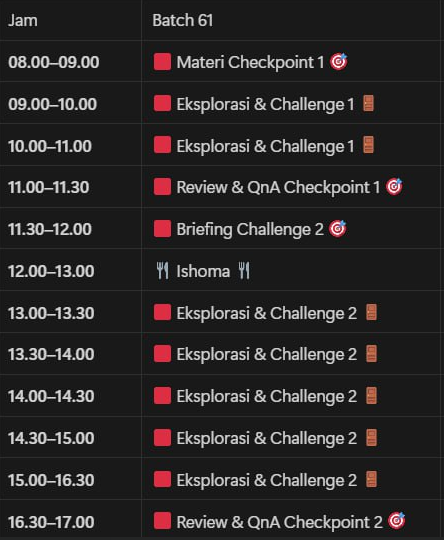 Jam Batch 61
08.00–09.00 🟥 Materi Checkpoint 1 🎯
09.00–10.00 🟥 Eksplorasi & Challenge 1 🚪
10.00–11.00 🟥 Eksplorasi & Challenge 1 🚪
11.00–11.30 🟥 Review & QnA Checkpoint 1 🎯
11.30–12.00 🟥 Briefing Challenge 2 🎯
12.00–13.00 🍴 Ishoma 🍴
13.00–13.30 🟥 Eksplorasi & Challenge 2 🚪
13.30–14.00 🟥 Eksplorasi & Challenge 2 🚪
14.00–14.30 🟥 Eksplorasi & Challenge 2 🚪
14.30–15.00 🟥 Eksplorasi & Challenge 2 🚪
15.00–16.30 🟥 Eksplorasi & Challenge 2 🚪
16.30–17.00 🟥 Review & QnA Checkpoint 2 🎯